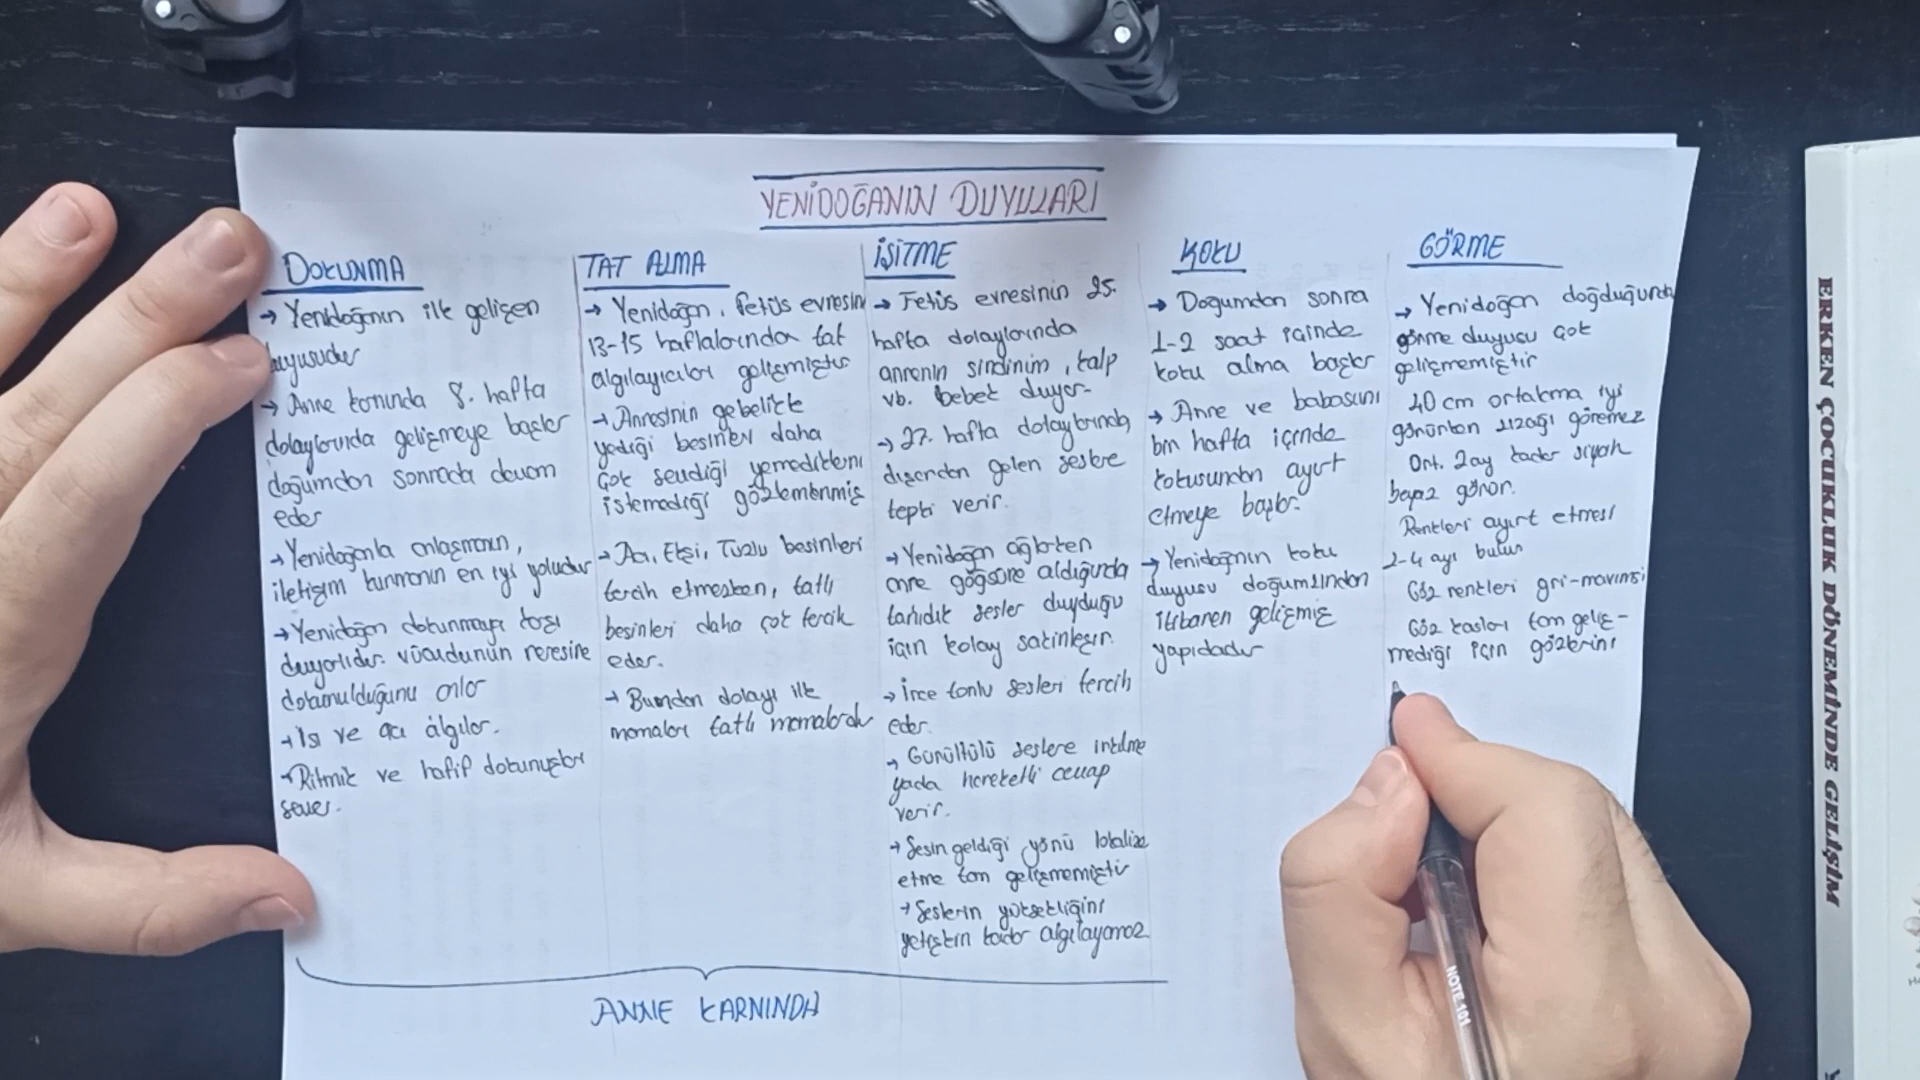 YENİDOĞANIN DUYULARI
DOKUNMA
→ Yenidoğanın ilk gelişen
duyusudur
→ Anne karnında 8. hafta
dolaylarında gelişmeye başlar
doğumdan sonrada devam
eder
→ Yenidoğanla anlaşmanın,
iletişim kurmanın en iyi yoludur
→ Yenidoğan dokunmaya karşı
duyarlıdır. vücudunun neresine
dokunulduğunu anlar
→ Isı ve acı algılar.
→ Ritmik ve hafif dokunuşları
sever.
TAT ALMA
→ Yenidoğan, fetüs evresin
13-15 haftalarında tat
algılayıcıları gelişmiştir
→ Annesinin gebelikte
yediği besinleri daha
çok sevdiği yemediklerini
istemediği gözlemlenmiş
→ Acı, Ekşi, Tuzlu besinleri
tercih etmezken, tatlı
besinleri daha çok tercih
eder.
→ Bundan dolayı ilk
mamaları tatlı mamalardır
İŞİTME
→ Fetüs evresinin 25.
hafta dolaylarında
annenin sindirim, kalp
vb. bebek duyar.
→ 27. hafta dolaylarında,
dışarıdan gelen seslere
tepki verir.
→ Yenidoğan ağlarken
anne göğsüne aldığında
tanıdık sesler duyduğu
için kolay sakinleşir.
→ İnce tonlu sesleri tercih
eder.
→ Gürültülü seslere irkilme
yada hareketli cevap
verir.
→ Sesin geldiği yönü lokalize
etme tam gelişmemiştir
→ Seslerin yüksekliğini
yetişkin kadar algılayamaz
KOKU
→ Doğumdan sonra
1-2 saat içinde
koku alma başlar
→ Anne ve babasını
bir hafta içinde
kokusundan ayırt
etmeye başlar.
→ Yenidoğanın koku
duyusu doğumundan
itibaren gelişmiş
yapıdadır
GÖRME
→ Yenidoğan doğduğunda
görme duyusu çok
gelişmemiştir
40 cm ortalama iyi
görürken uzağı göremez
Ort. 2ay kadar siyah
beyaz görür.
Renkleri ayırt etmesi
2-4 ayı bulur
Göz renkleri gri-mavimsi
Göz kasları tam geliş-
mediği için gözlerini
ANNE KARNINDA
ERKEN ÇOCUKLUK DÖNEMİNDE GELİŞİM
NOTE 101